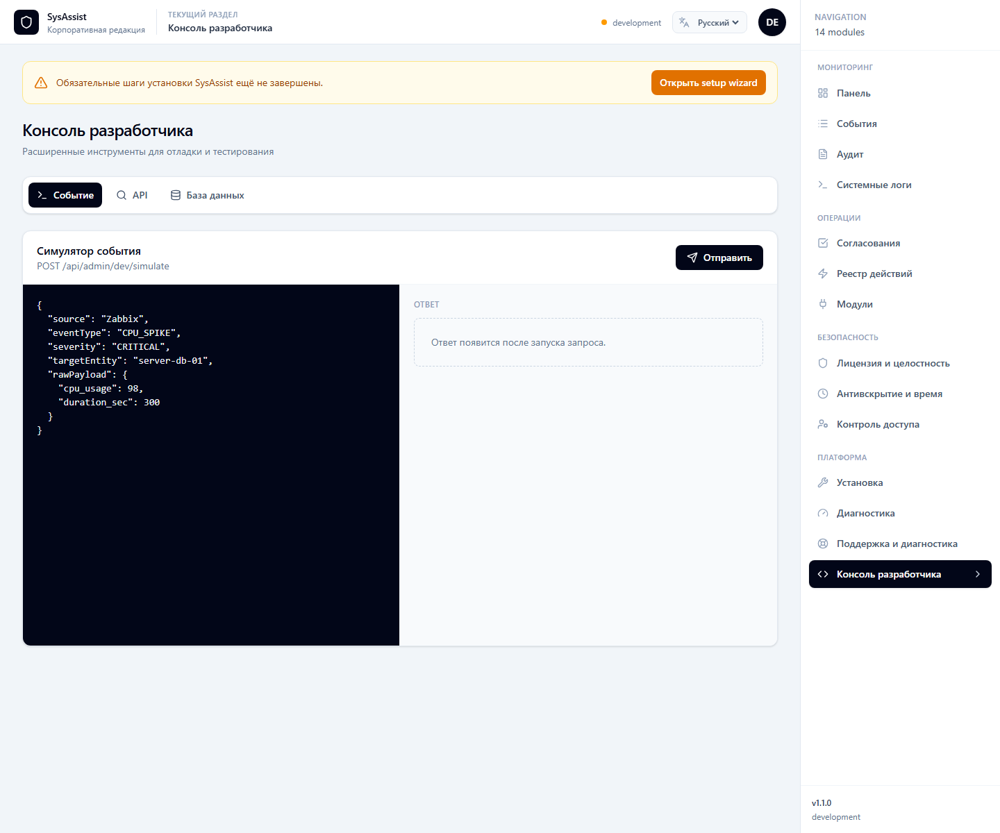 SysAssist
Корпоративная редакция
ТЕКУЩИЙ РАЗДЕЛ
Консоль разработчика
development
Русский
DE
Обязательные шаги установки SysAssist ещё не завершены.
Открыть setup wizard
Консоль разработчика
Расширенные инструменты для отладки и тестирования
Событие
API
База данных
Симулятор события
POST /api/admin/dev/simulate
Отправить
{
  "source": "Zabbix",
  "eventType": "CPU_SPIKE",
  "severity": "CRITICAL",
  "targetEntity": "server-db-01",
  "rawPayload": {
    "cpu_usage": 98,
    "duration_sec": 300
  }
}
ОТВЕТ
Ответ появится после запуска запроса.
NAVIGATION
14 modules
МОНИТОРИНГ
Панель
События
Аудит
Системные логи
ОПЕРАЦИИ
Согласования
Реестр действий
Модули
БЕЗОПАСНОСТЬ
Лицензия и целостность
Антивскрытие и время
Контроль доступа
ПЛАТФОРМА
Установка
Диагностика
Поддержка и диагностика
Консоль разработчика
v1.1.0
development